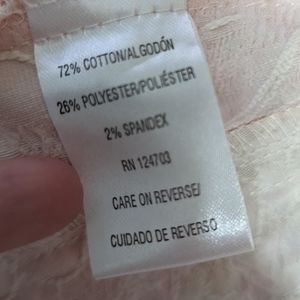 72% COTTON/ALGODÓN
26% POLYESTER/POLIÉSTER
2% SPANDEX
RN 124703
CARE ON REVERSE/
CUIDADO DE REVERSO